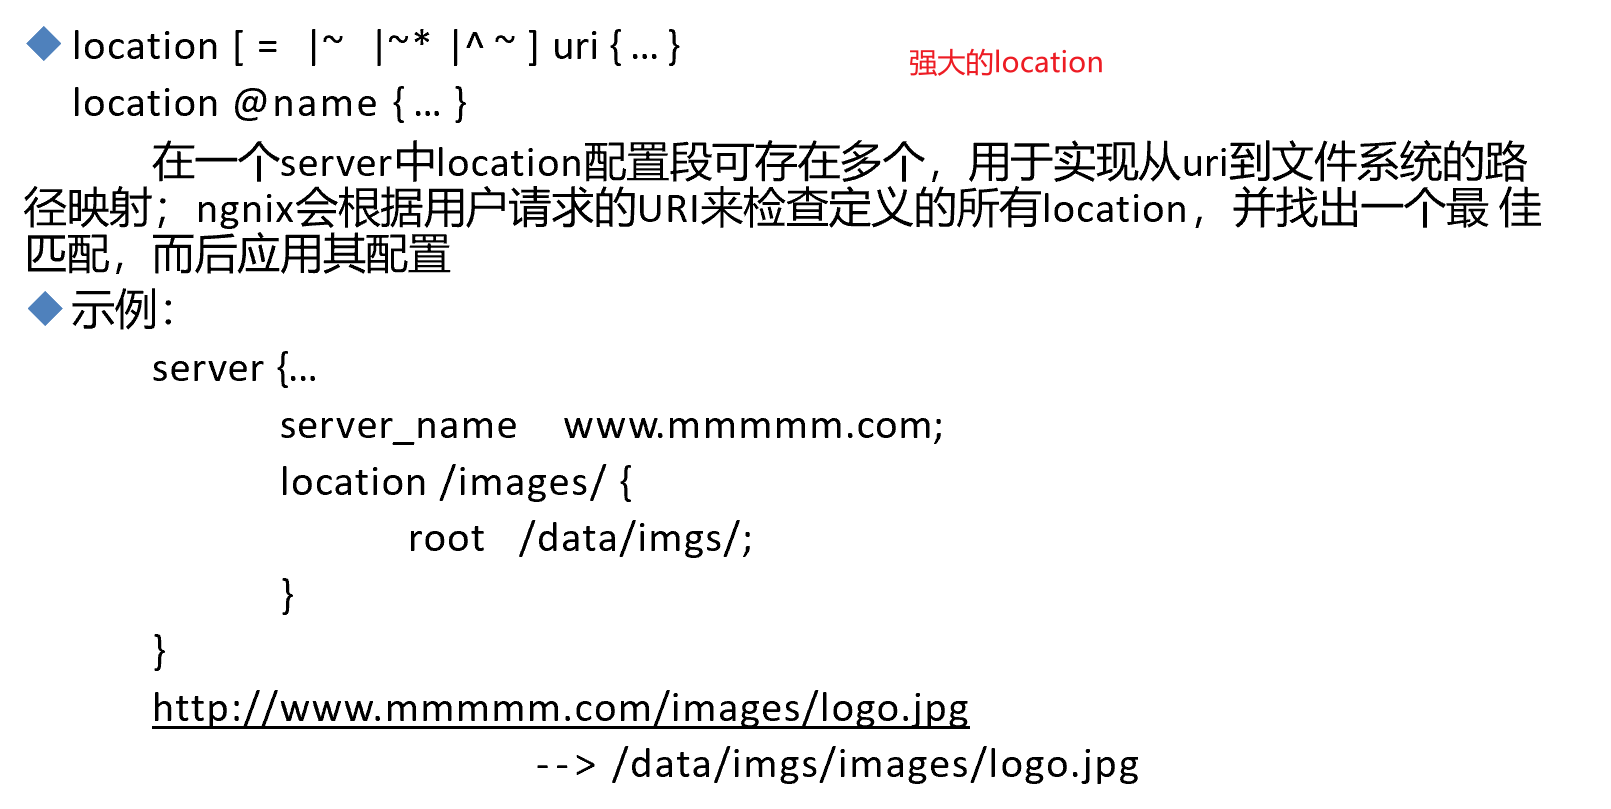 location [ = |~ |~* |^ ~ ] uri { ... }
强大的location
location @name { ... }
在一个server中location配置段可存在多个，用于实现从uri到文件系统的路
径映射；ngnix会根据用户请求的URI来检查定义的所有location，并找出一个最 佳
匹配，而后应用其配置
示例：
server {...
server_name www.mmmmm.com;
location /images/ {
root /data/imgs/;
}
}
http://www.mmmmm.com/images/logo.jpg
--> /data/imgs/images/logo.jpg